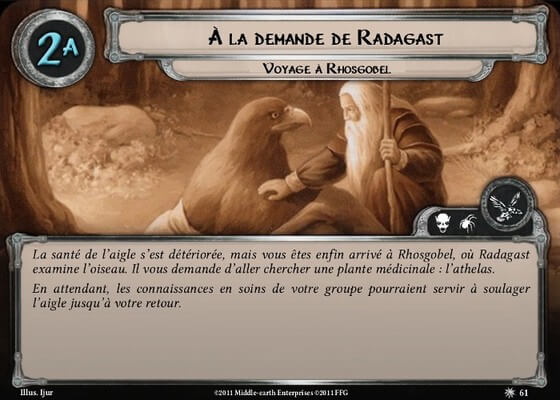 2A
À la demande de Radagast
Voyage à Rhosgobel
La santé de l'aigle s'est détériorée, mais vous êtes enfin arrivé à Rhosgobel, où Radagast
examine l'oiseau. Il vous demande d'aller chercher une plante médicinale : l'athelas.
En attendant, les connaissances en soins de votre groupe pourraient servir à soulager
l'aigle jusqu'à votre retour.
Illus. Ijur
©2011 Middle-earth Enterprises ©2011 FFG
61